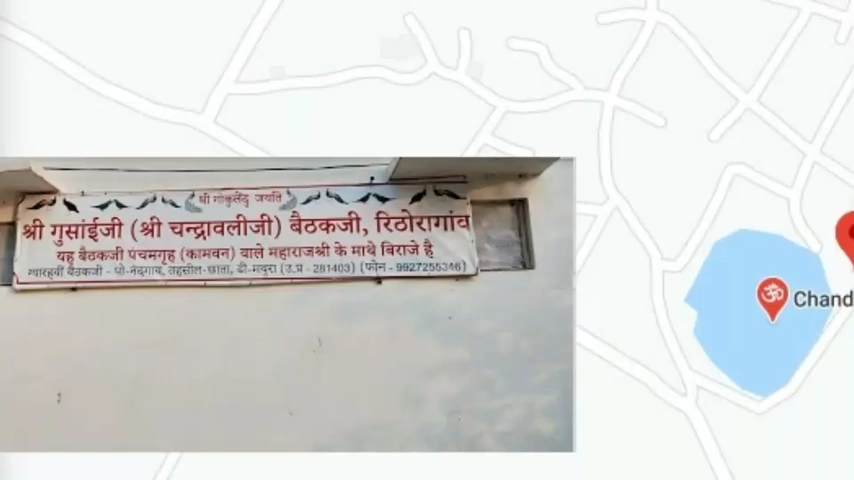 श्री गोकुलेंदु जयति
श्री गुसांईजी (श्री चन्द्रावलीजी) बैठकजी, रिठोरागांव
यह बैठकजी पंचमगृह (कामवन) वाले महाराजश्री के माथे बिराजे है
ग्यारहवीं बैठकजी - पो-नंदगाव, तहसील-छाता, डी-मथुरा (उ.प्र - 281403) (फोन - 9927255346)
ॐ Chand